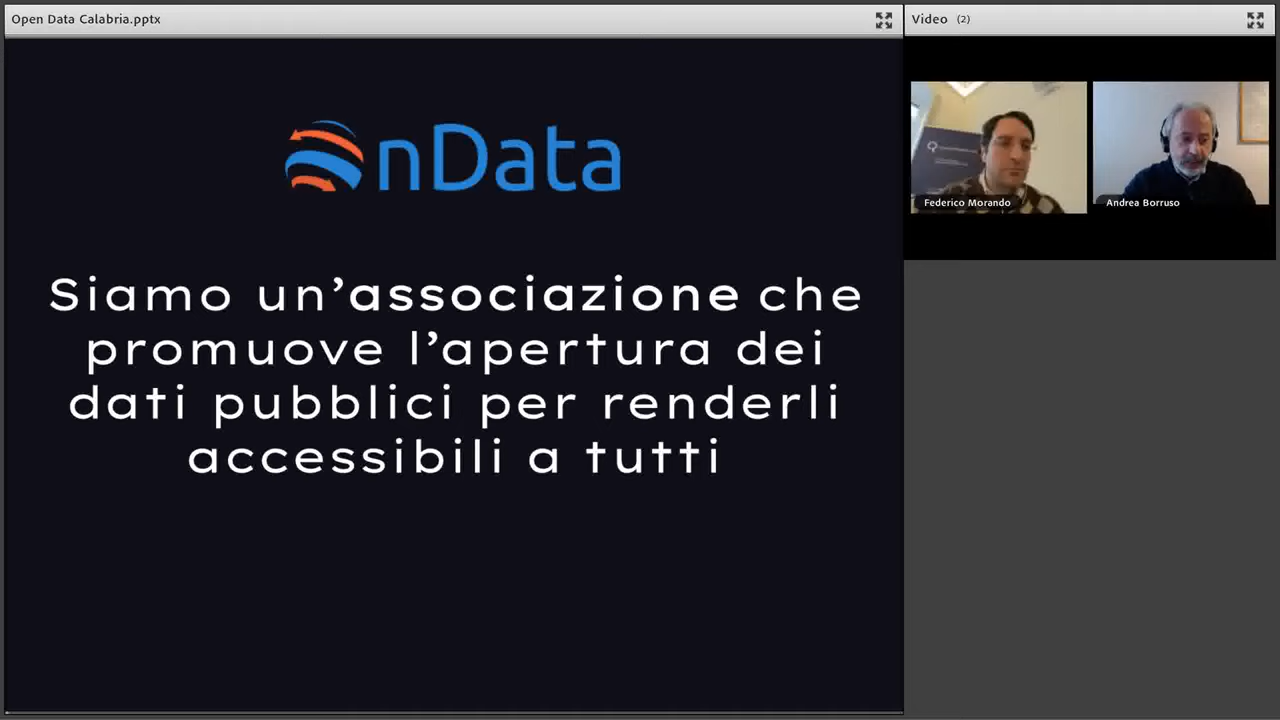 Open Data Calabria.pptx
Video (2)
onData
Siamo un’associazione che
promuove l’apertura dei
dati pubblici per renderli
accessibili a tutti
Federico Morando
Andrea Borruso